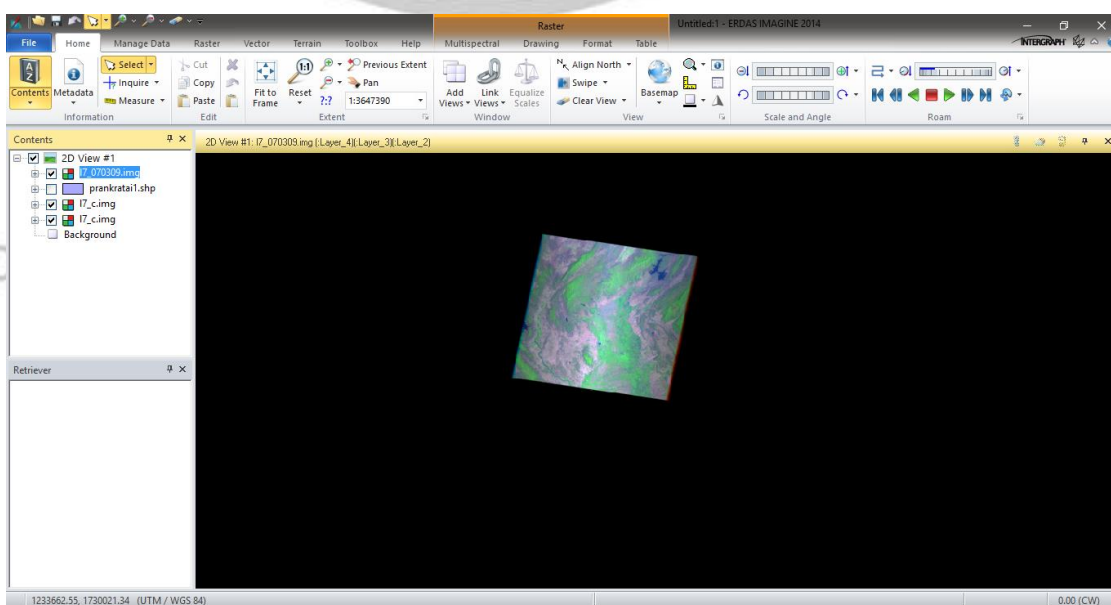 Raster
Untitled:1 - ERDAS IMAGINE 2014
File Home Manage Data Raster Vector Terrain Toolbox Help Multispectral Drawing Format Table INTERGRAPH
Contents
Metadata
Select
Inquire
Measure
Information
Cut
Copy
Paste
Edit
Fit to Frame
1:1
Reset
?:?
Previous Extent
Pan
1:3647390
Extent
Add Views
Link Views
Equalize Scales
Window
Align North
Swipe
Clear View
Basemap
View
Scale and Angle
Roam
Contents
2D View #1: l7_070309.img (:Layer_4)(:Layer_3)(:Layer_2)
2D View #1
l7_070309.img
prankratai1.shp
l7_c.img
l7_c.img
Background
Retriever
1233662.55, 1730021.34 (UTM / WGS 84) 0.00 (CW)